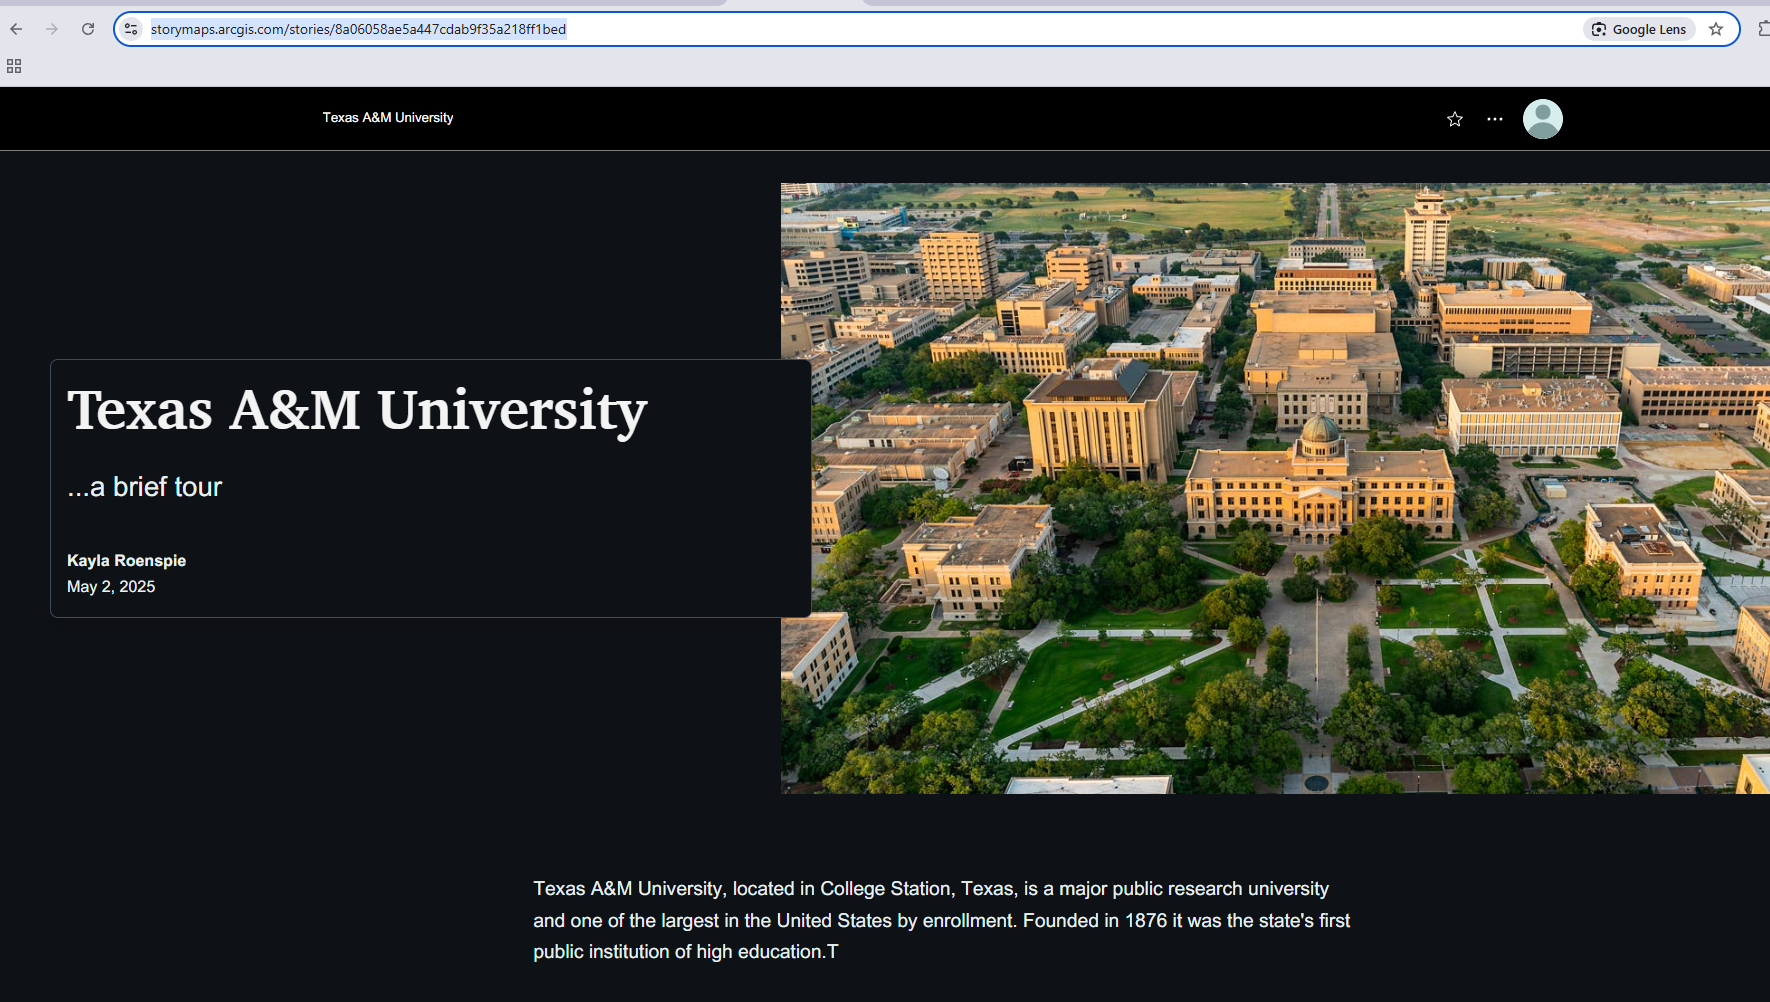 storymaps.arcgis.com/stories/8a06058ae5a447cdab9f35a218ff1bed
Google Lens
Texas A&M University
Texas A&M University
...a brief tour
Kayla Roenspie
May 2, 2025
Texas A&M University, located in College Station, Texas, is a major public research university
and one of the largest in the United States by enrollment. Founded in 1876 it was the state's first
public institution of high education.T